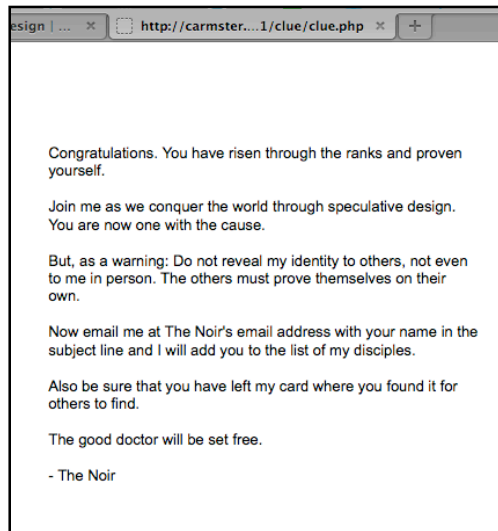 esign | ... × http://carmster....1/clue/clue.php × +
Congratulations. You have risen through the ranks and proven
yourself.
Join me as we conquer the world through speculative design.
You are now one with the cause.
But, as a warning: Do not reveal my identity to others, not even
to me in person. The others must prove themselves on their
own.
Now email me at The Noir's email address with your name in the
subject line and I will add you to the list of my disciples.
Also be sure that you have left my card where you found it for
others to find.
The good doctor will be set free.
- The Noir